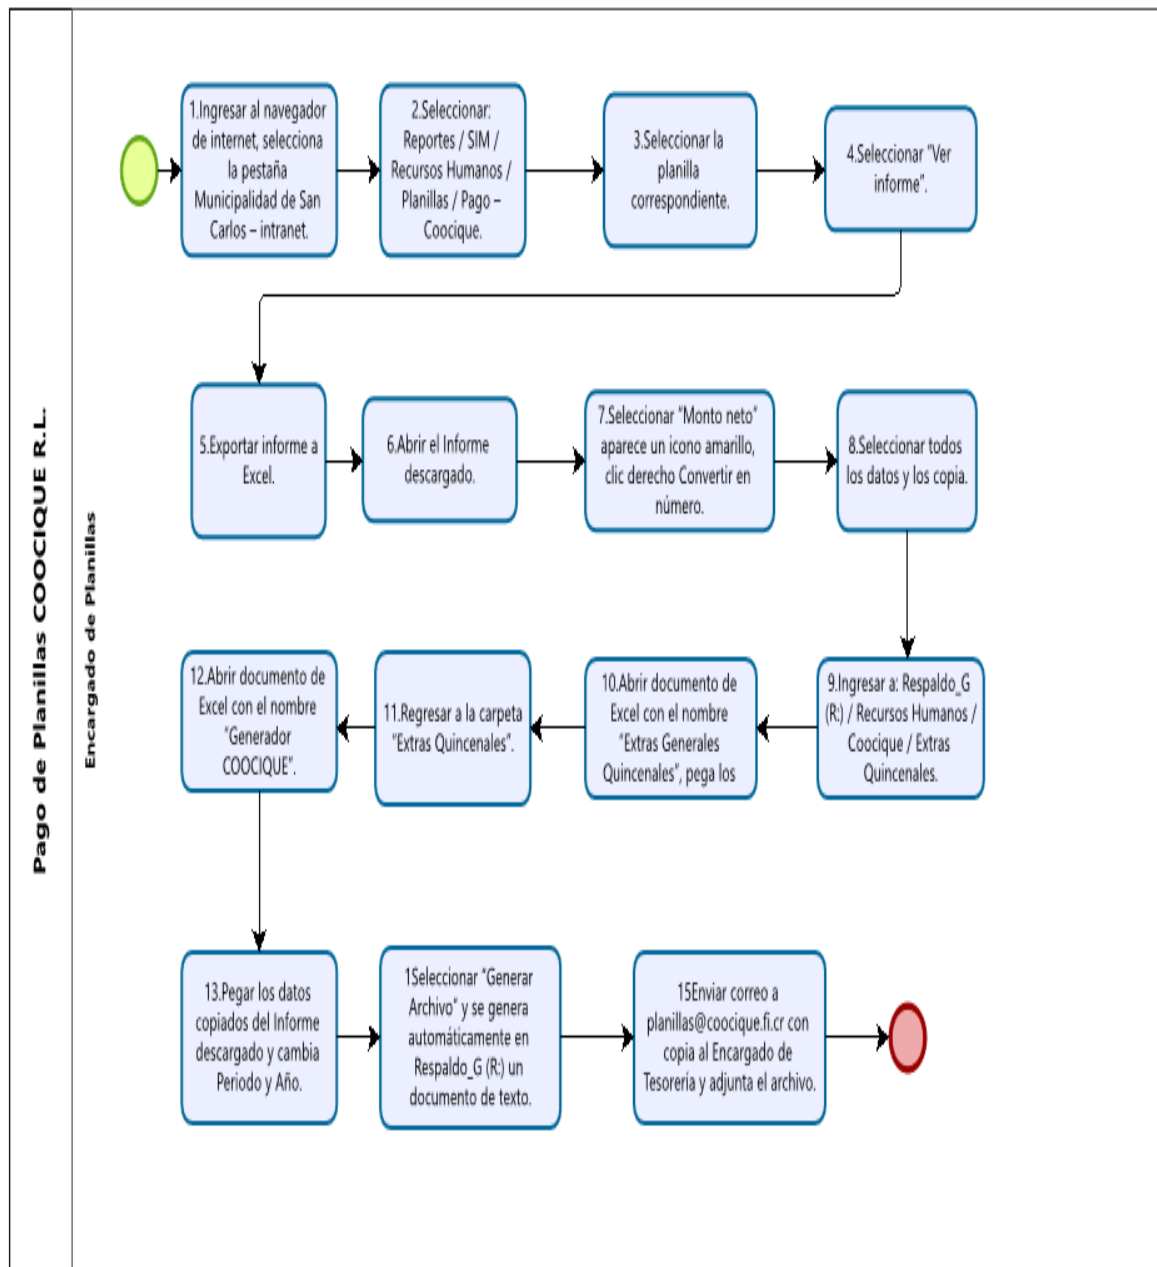 Pago de Planillas COOCIQUE R.L.
Encargado de Planillas
1.Ingresar al navegador
de internet, selecciona
la pestaña
Municipalidad de San
Carlos – intranet.
2.Seleccionar:
Reportes / SIM /
Recursos Humanos /
Planillas / Pago –
Coocique.
3.Seleccionar la
planilla
correspondiente.
4.Seleccionar “Ver
informe”.
5.Exportar informe a
Excel.
6.Abrir el Informe
descargado.
7.Seleccionar “Monto neto”
aparece un icono amarillo,
clic derecho Convertir en
número.
8.Seleccionar todos
los datos y los copia.
9.Ingresar a: Respaldo_G
(R:) / Recursos Humanos /
Coocique / Extras
Quincenales.
10.Abrir documento de
Excel con el nombre
“Extras Generales
Quincenales”, pega los
11.Regresar a la carpeta
“Extras Quincenales”.
12.Abrir documento de
Excel con el nombre
“Generador
COOCIQUE”.
13.Pegar los datos
copiados del Informe
descargado y cambia
Periodo y Año.
1Seleccionar “Generar
Archivo” y se genera
automáticamente en
Respaldo_G (R:) un
documento de texto.
15Enviar correo a
planillas@coocique.fi.cr con
copia al Encargado de
Tesorería y adjunta el archivo.